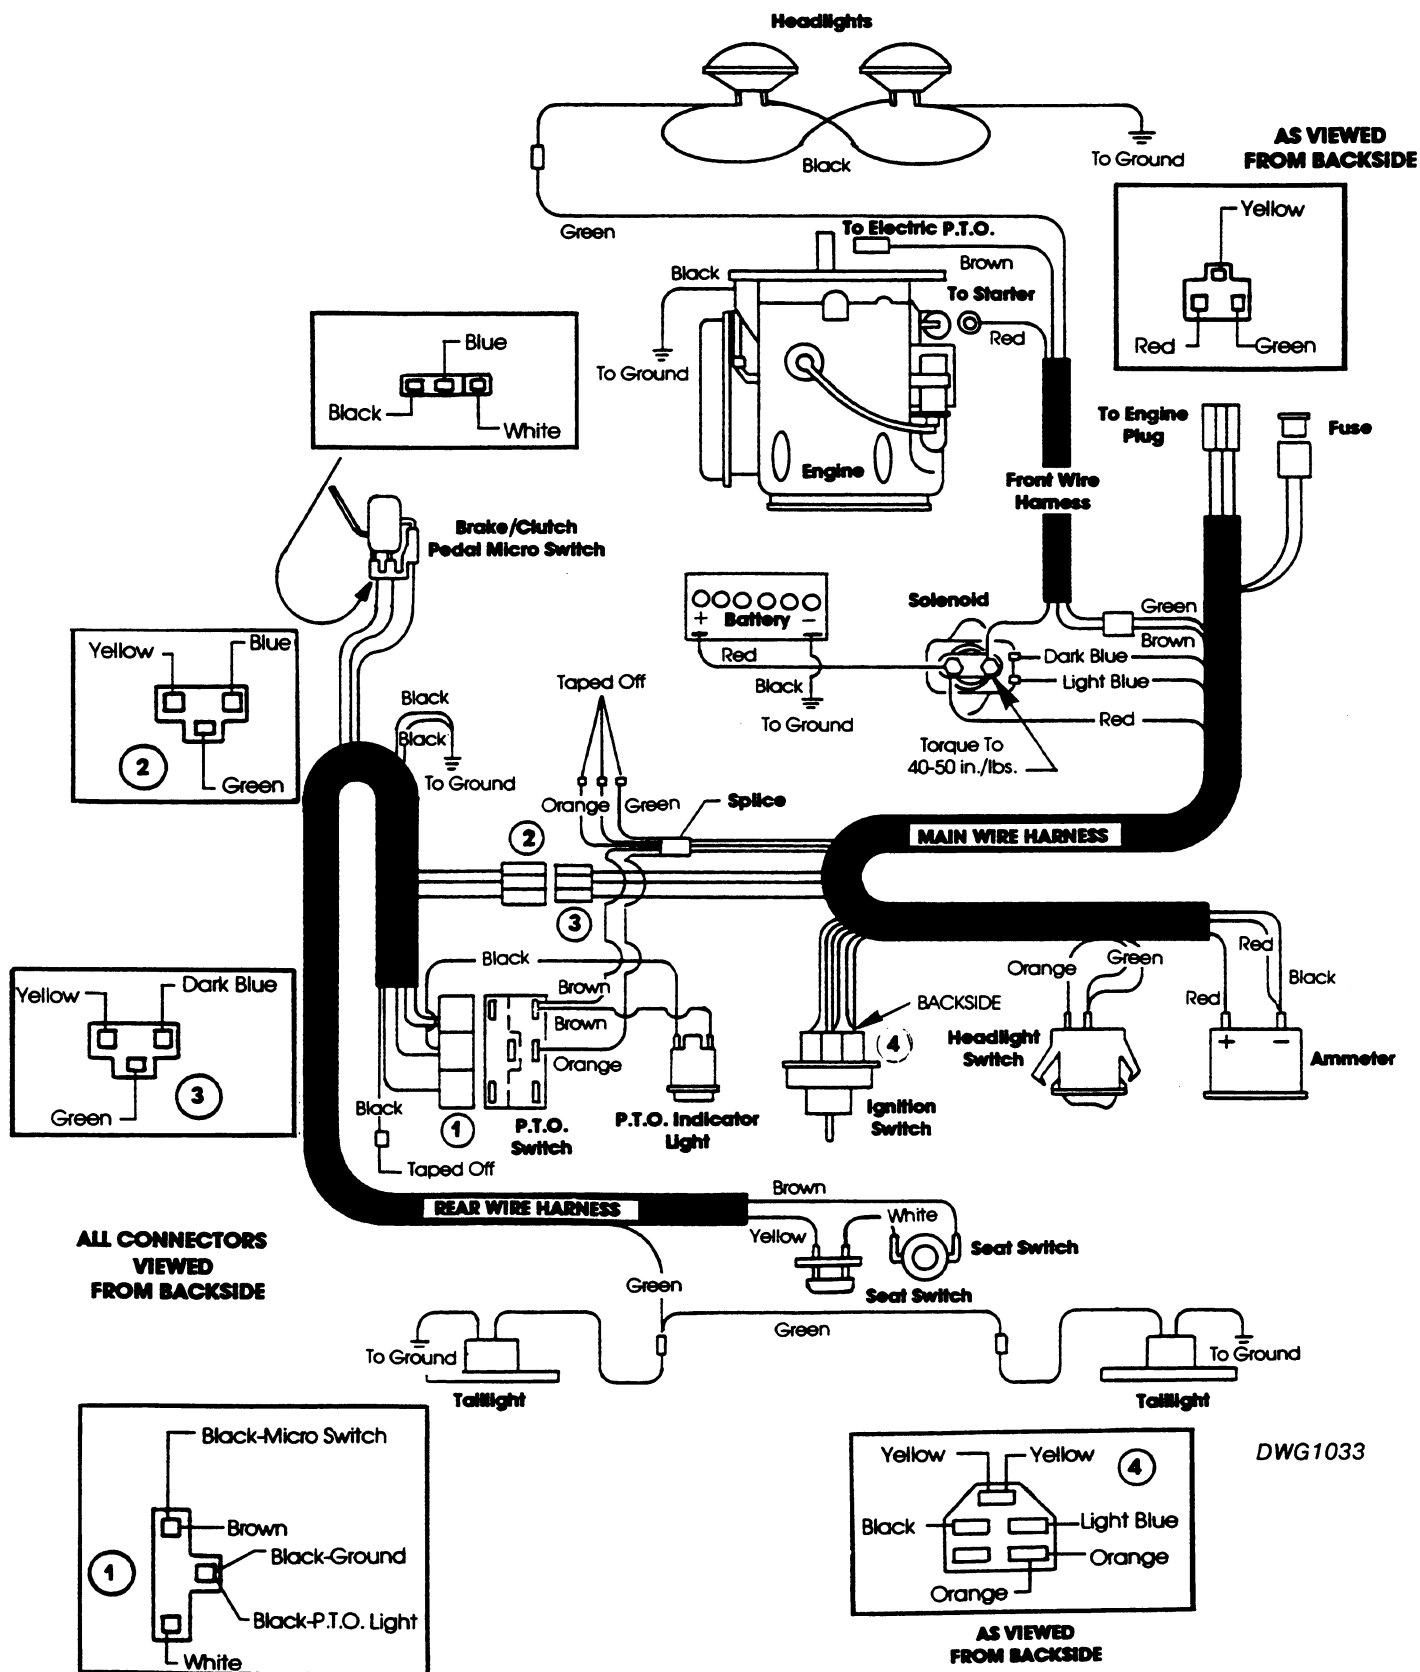 Headlights
Black
To Ground
AS VIEWED
FROM BACKSIDE
Yellow
Red
Green
Green
To Electric P.T.O.
Brown
Black
To Starter
Red
To Ground
Blue
Black
White
Engine
Front Wire
Harness
To Engine
Plug
Fuse
Brake/Clutch
Pedal Micro Switch
Battery
+
−
Red
Black
To Ground
Solenoid
Green
Brown
Dark Blue
Light Blue
Red
Torque To
40-50 in./lbs.
Yellow
Blue
Green
2
Black
Black
To Ground
Taped Off
Orange
Green
Splice
MAIN WIRE HARNESS
2
3
Yellow
Dark Blue
Green
3
Black
Brown
Brown
Orange
Black
Taped Off
1
P.T.O.
Switch
P.T.O. Indicator
Light
BACKSIDE
4
Ignition
Switch
Orange
Green
Headlight
Switch
Red
Red
Black
+
−
Ammeter
REAR WIRE HARNESS
Brown
Yellow
White
Seat Switch
Seat Switch
ALL CONNECTORS
VIEWED
FROM BACKSIDE
Green
Green
To Ground
Taillight
To Ground
Taillight
Black-Micro Switch
Brown
Black-Ground
Black-P.T.O. Light
White
1
Yellow
Yellow
4
Black
Light Blue
Orange
Orange
AS VIEWED
FROM BACKSIDE
DWG1033